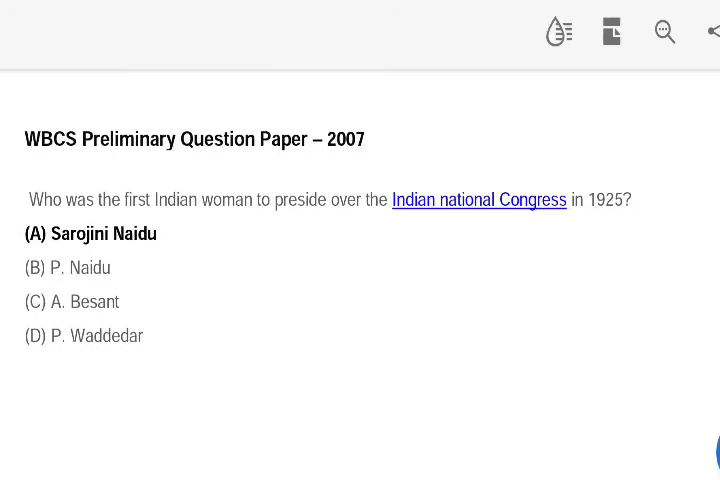 WBCS Preliminary Question Paper – 2007
Who was the first Indian woman to preside over the Indian national Congress in 1925?
(A) Sarojini Naidu
(B) P. Naidu
(C) A. Besant
(D) P. Waddedar